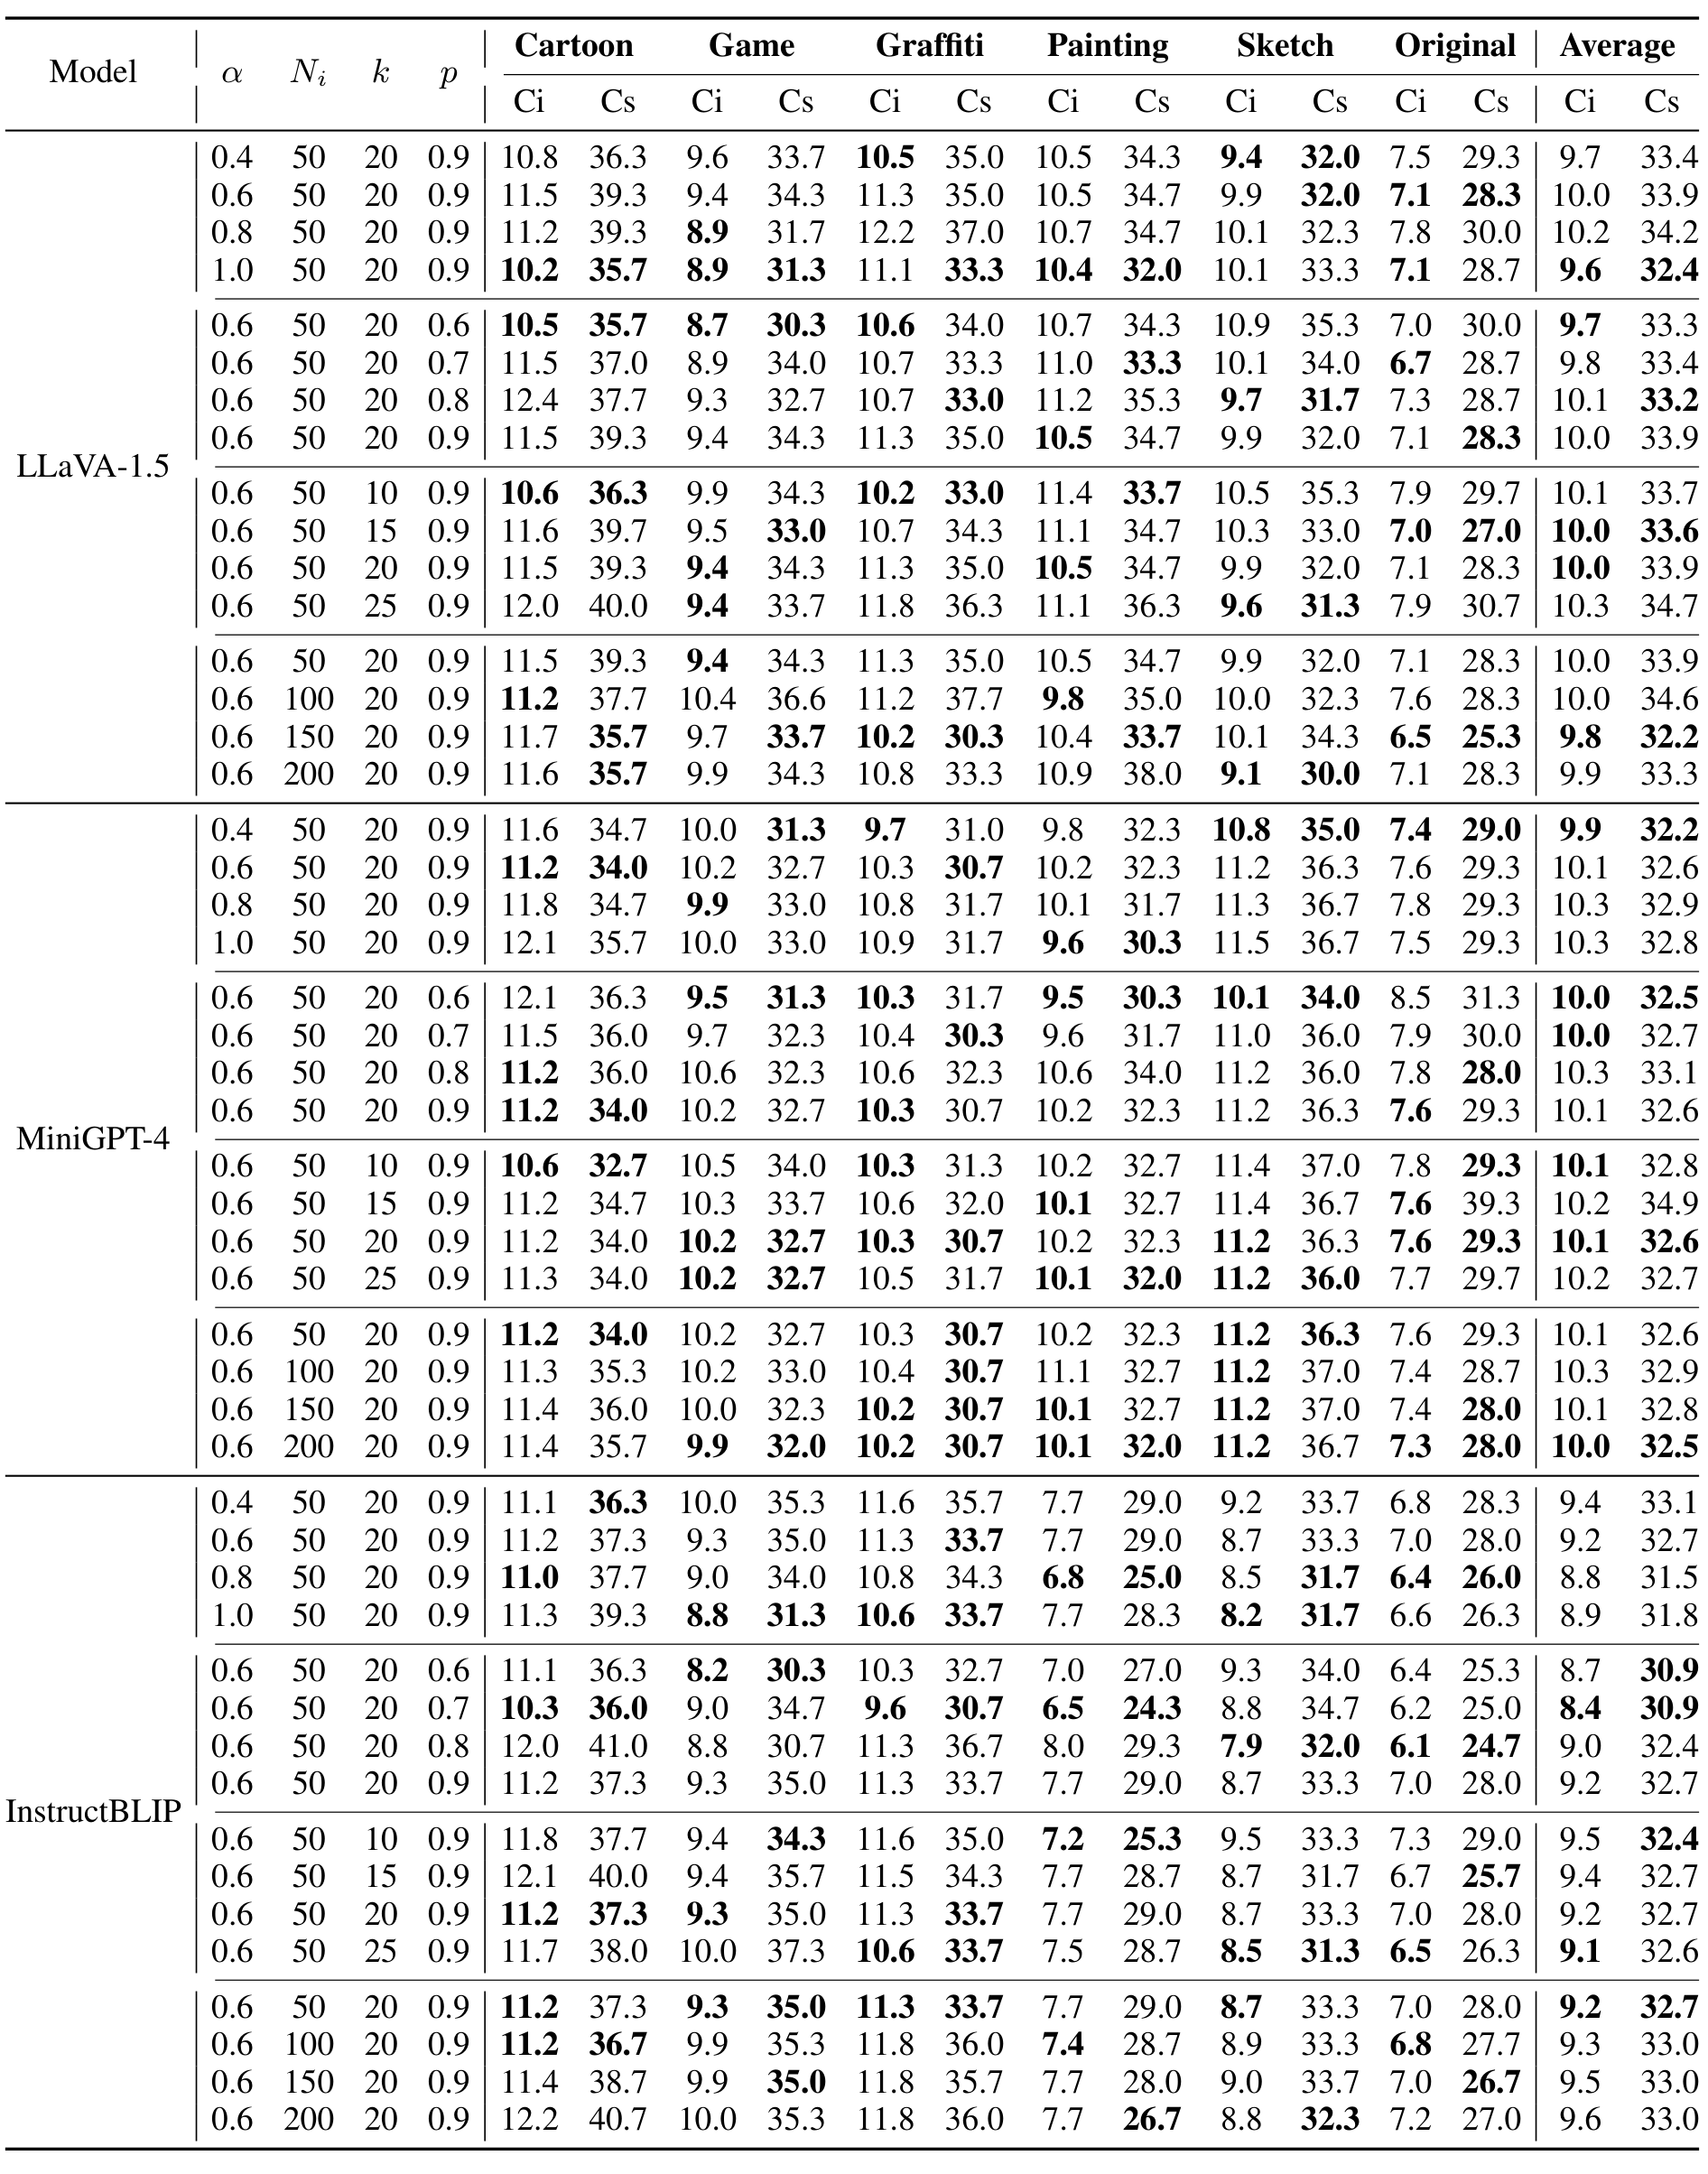 Model α Nᵢ k p Cartoon Game Graffiti Painting Sketch Original Average
Ci Cs Ci Cs Ci Cs Ci Cs Ci Cs Ci Cs Ci Cs
0.4 50 20 0.9 10.8 36.3 9.6 33.7 10.5 35.0 10.5 34.3 9.4 32.0 7.5 29.3 9.7 33.4
0.6 50 20 0.9 11.5 39.3 9.4 34.3 11.3 35.0 10.5 34.7 9.9 32.0 7.1 28.3 10.0 33.9
0.8 50 20 0.9 11.2 39.3 8.9 31.7 12.2 37.0 10.7 34.7 10.1 32.3 7.8 30.0 10.2 34.2
1.0 50 20 0.9 10.2 35.7 8.9 31.3 11.1 33.3 10.4 32.0 10.1 33.3 7.1 28.7 9.6 32.4
0.6 50 20 0.6 10.5 35.7 8.7 30.3 10.6 34.0 10.7 34.3 10.9 35.3 7.0 30.0 9.7 33.3
0.6 50 20 0.7 11.5 37.0 8.9 34.0 10.7 33.3 11.0 33.3 10.1 34.0 6.7 28.7 9.8 33.4
0.6 50 20 0.8 12.4 37.7 9.3 32.7 10.7 33.0 11.2 35.3 9.7 31.7 7.3 28.7 10.1 33.2
0.6 50 20 0.9 11.5 39.3 9.4 34.3 11.3 35.0 10.5 34.7 9.9 32.0 7.1 28.3 10.0 33.9
LLaVA-1.5
0.6 50 10 0.9 10.6 36.3 9.9 34.3 10.2 33.0 11.4 33.7 10.5 35.3 7.9 29.7 10.1 33.7
0.6 50 15 0.9 11.6 39.7 9.5 33.0 10.7 34.3 11.1 34.7 10.3 33.0 7.0 27.0 10.0 33.6
0.6 50 20 0.9 11.5 39.3 9.4 34.3 11.3 35.0 10.5 34.7 9.9 32.0 7.1 28.3 10.0 33.9
0.6 50 25 0.9 12.0 40.0 9.4 33.7 11.8 36.3 11.1 36.3 9.6 31.3 7.9 30.7 10.3 34.7
0.6 50 20 0.9 11.5 39.3 9.4 34.3 11.3 35.0 10.5 34.7 9.9 32.0 7.1 28.3 10.0 33.9
0.6 100 20 0.9 11.2 37.7 10.4 36.6 11.2 37.7 9.8 35.0 10.0 32.3 7.6 28.3 10.0 34.6
0.6 150 20 0.9 11.7 35.7 9.7 33.7 10.2 30.3 10.4 33.7 10.1 34.3 6.5 25.3 9.8 32.2
0.6 200 20 0.9 11.6 35.7 9.9 34.3 10.8 33.3 10.9 38.0 9.1 30.0 7.1 28.3 9.9 33.3
0.4 50 20 0.9 11.6 34.7 10.0 31.3 9.7 31.0 9.8 32.3 10.8 35.0 7.4 29.0 9.9 32.2
0.6 50 20 0.9 11.2 34.0 10.2 32.7 10.3 30.7 10.2 32.3 11.2 36.3 7.6 29.3 10.1 32.6
0.8 50 20 0.9 11.8 34.7 9.9 33.0 10.8 31.7 10.1 31.7 11.3 36.7 7.8 29.3 10.3 32.9
1.0 50 20 0.9 12.1 35.7 10.0 33.0 10.9 31.7 9.6 30.3 11.5 36.7 7.5 29.3 10.3 32.8
0.6 50 20 0.6 12.1 36.3 9.5 31.3 10.3 31.7 9.5 30.3 10.1 34.0 8.5 31.3 10.0 32.5
0.6 50 20 0.7 11.5 36.0 9.7 32.3 10.4 30.3 9.6 31.7 11.0 36.0 7.9 30.0 10.0 32.7
0.6 50 20 0.8 11.2 36.0 10.6 32.3 10.6 32.3 10.6 34.0 11.2 36.0 7.8 28.0 10.3 33.1
0.6 50 20 0.9 11.2 34.0 10.2 32.7 10.3 30.7 10.2 32.3 11.2 36.3 7.6 29.3 10.1 32.6
MiniGPT-4
0.6 50 10 0.9 10.6 32.7 10.5 34.0 10.3 31.3 10.2 32.7 11.4 37.0 7.8 29.3 10.1 32.8
0.6 50 15 0.9 11.2 34.7 10.3 33.7 10.6 32.0 10.1 32.7 11.4 36.7 7.6 39.3 10.2 34.9
0.6 50 20 0.9 11.2 34.0 10.2 32.7 10.3 30.7 10.2 32.3 11.2 36.3 7.6 29.3 10.1 32.6
0.6 50 25 0.9 11.3 34.0 10.2 32.7 10.5 31.7 10.1 32.0 11.2 36.0 7.7 29.7 10.2 32.7
0.6 50 20 0.9 11.2 34.0 10.2 32.7 10.3 30.7 10.2 32.3 11.2 36.3 7.6 29.3 10.1 32.6
0.6 100 20 0.9 11.3 35.3 10.2 33.0 10.4 30.7 11.1 32.7 11.2 37.0 7.4 28.7 10.3 32.9
0.6 150 20 0.9 11.4 36.0 10.0 32.3 10.2 30.7 10.1 32.7 11.2 37.0 7.4 28.0 10.1 32.8
0.6 200 20 0.9 11.4 35.7 9.9 32.0 10.2 30.7 10.1 32.0 11.2 36.7 7.3 28.0 10.0 32.5
0.4 50 20 0.9 11.1 36.3 10.0 35.3 11.6 35.7 7.7 29.0 9.2 33.7 6.8 28.3 9.4 33.1
0.6 50 20 0.9 11.2 37.3 9.3 35.0 11.3 33.7 7.7 29.0 8.7 33.3 7.0 28.0 9.2 32.7
0.8 50 20 0.9 11.0 37.7 9.0 34.0 10.8 34.3 6.8 25.0 8.5 31.7 6.4 26.0 8.8 31.5
1.0 50 20 0.9 11.3 39.3 8.8 31.3 10.6 33.7 7.7 28.3 8.2 31.7 6.6 26.3 8.9 31.8
0.6 50 20 0.6 11.1 36.3 8.2 30.3 10.3 32.7 7.0 27.0 9.3 34.0 6.4 25.3 8.7 30.9
0.6 50 20 0.7 10.3 36.0 9.0 34.7 9.6 30.7 6.5 24.3 8.8 34.7 6.2 25.0 8.4 30.9
0.6 50 20 0.8 12.0 41.0 8.8 30.7 11.3 36.7 8.0 29.3 7.9 32.0 6.1 24.7 9.0 32.4
0.6 50 20 0.9 11.2 37.3 9.3 35.0 11.3 33.7 7.7 29.0 8.7 33.3 7.0 28.0 9.2 32.7
InstructBLIP
0.6 50 10 0.9 11.8 37.7 9.4 34.3 11.6 35.0 7.2 25.3 9.5 33.3 7.3 29.0 9.5 32.4
0.6 50 15 0.9 12.1 40.0 9.4 35.7 11.5 34.3 7.7 28.7 8.7 31.7 6.7 25.7 9.4 32.7
0.6 50 20 0.9 11.2 37.3 9.3 35.0 11.3 33.7 7.7 29.0 8.7 33.3 7.0 28.0 9.2 32.7
0.6 50 25 0.9 11.7 38.0 10.0 37.3 10.6 33.7 7.5 28.7 8.5 31.3 6.5 26.3 9.1 32.6
0.6 50 20 0.9 11.2 37.3 9.3 35.0 11.3 33.7 7.7 29.0 8.7 33.3 7.0 28.0 9.2 32.7
0.6 100 20 0.9 11.2 36.7 9.9 35.3 11.8 36.0 7.4 28.7 8.9 33.3 6.8 27.7 9.3 33.0
0.6 150 20 0.9 11.4 38.7 9.9 35.0 11.8 35.7 7.7 28.0 9.0 33.7 7.0 26.7 9.5 33.0
0.6 200 20 0.9 12.2 40.7 10.0 35.3 11.8 36.0 7.7 26.7 8.8 32.3 7.2 27.0 9.6 33.0